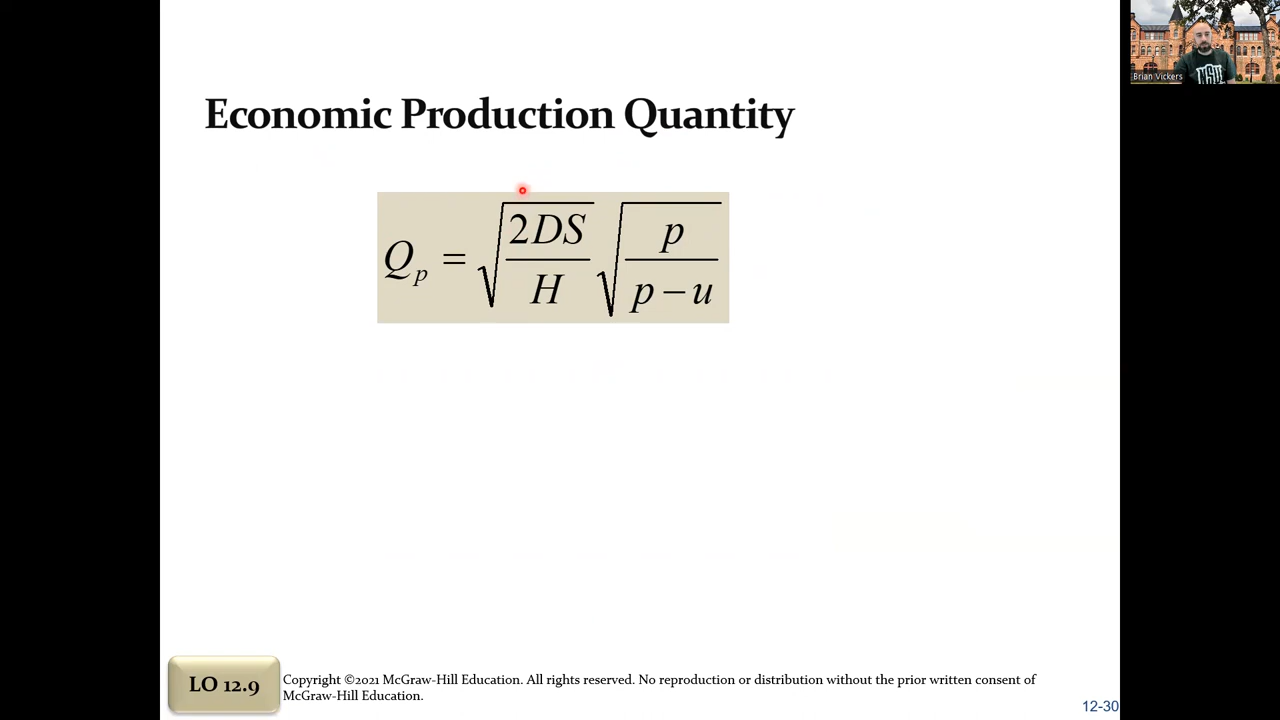 Economic Production Quantity
Brian Vickers
Q_p = √(2DS/H) √(p/(p − u))
LO 12.9
Copyright ©2021 McGraw-Hill Education. All rights reserved. No reproduction or distribution without the prior written consent of
McGraw-Hill Education.
12-30